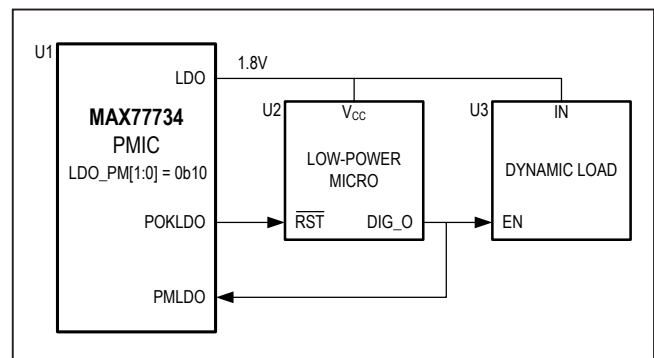 U1
LDO
1.8V
MAX77734
PMIC
LDO_PM[1:0] = 0b10
POKLDO
PMLDO
U2
VCC
LOW-POWER
MICRO
RST
DIG_O
U3
IN
DYNAMIC LOAD
EN